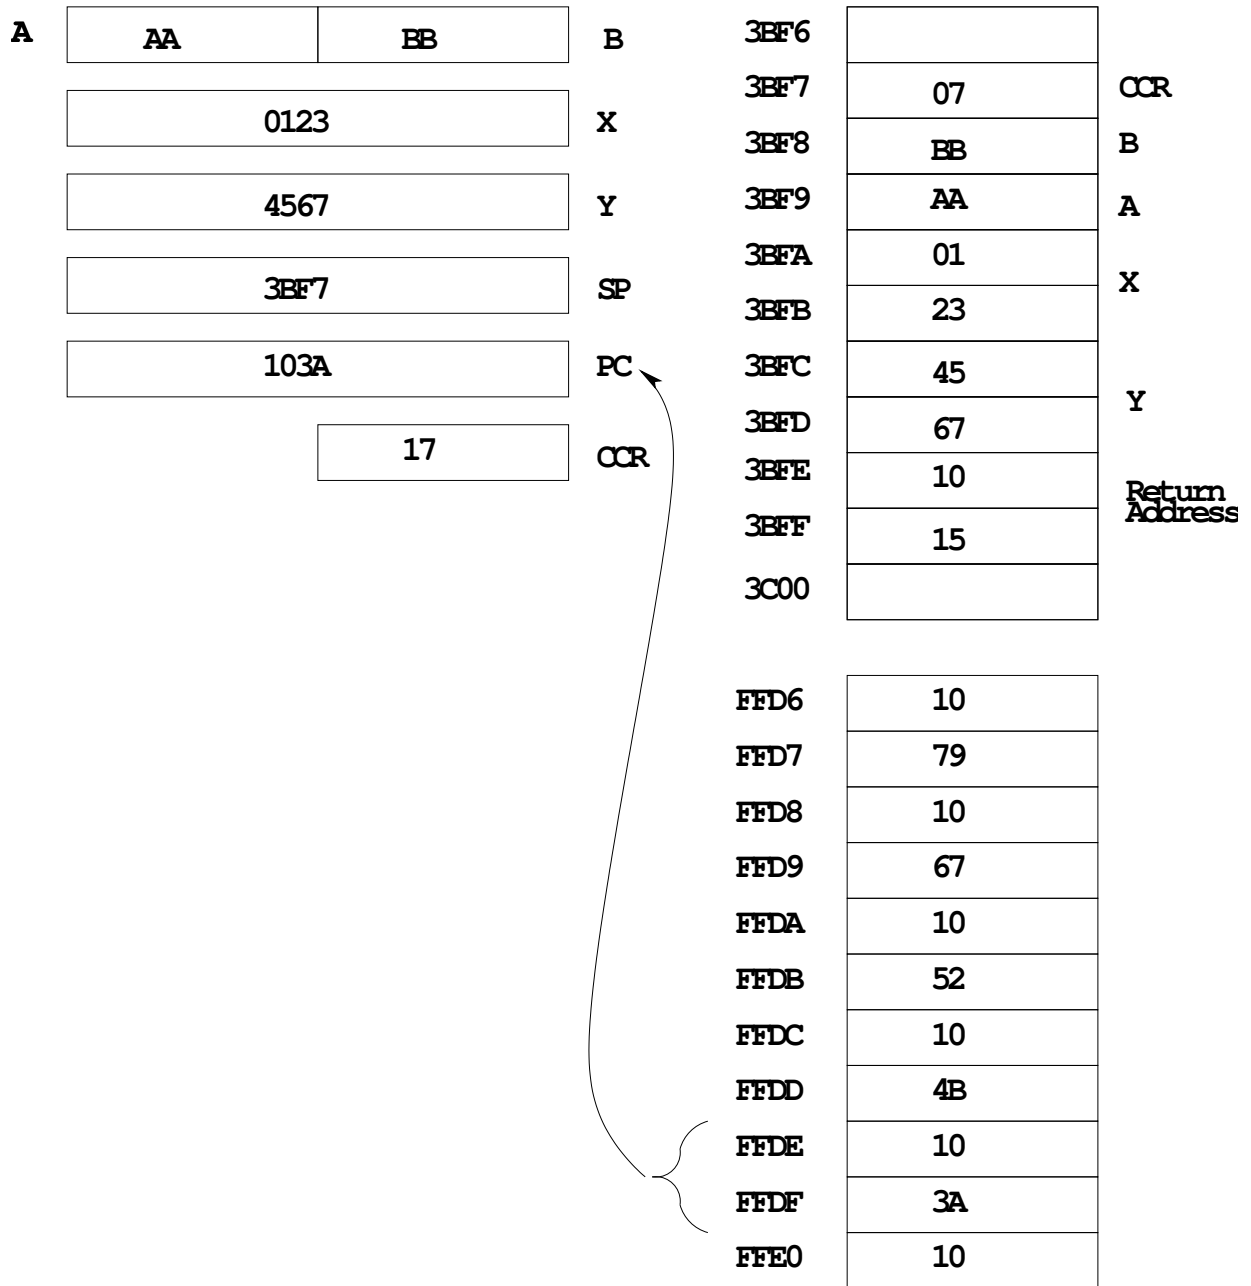 A AA BB B
0123 X
4567 Y
3BF7 SP
103A PC
17 CCR
3BF6
3BF7 07 CCR
3BF8 BB B
3BF9 AA A
3BFA 01
X
3BFB 23
3BFC 45
Y
3BFD 67
3BFE 10
Return
Address
3BFF 15
3C00
FFD6 10
FFD7 79
FFD8 10
FFD9 67
FFDA 10
FFDB 52
FFDC 10
FFDD 4B
FFDE 10
FFDF 3A
FFE0 10